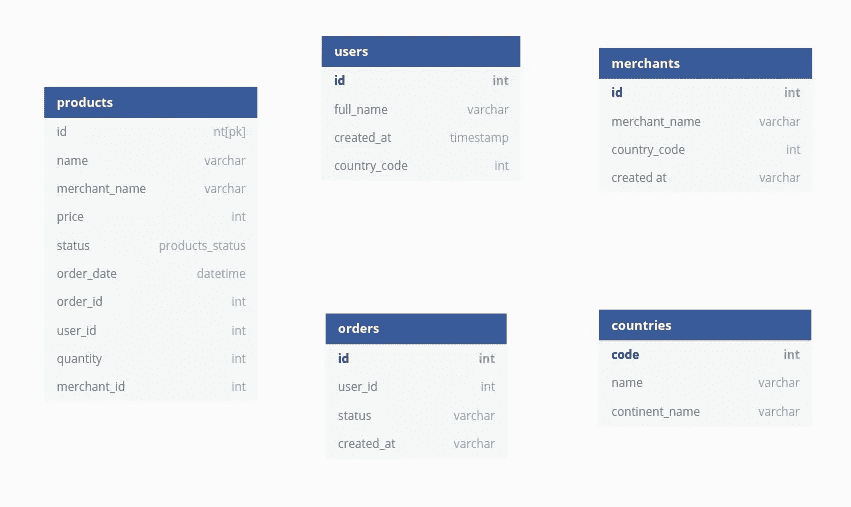 products
id nt[pk]
name varchar
merchant_name varchar
price int
status products_status
order_date datetime
order_id int
user_id int
quantity int
merchant_id int
users
id int
full_name varchar
created_at timestamp
country_code int
merchants
id int
merchant_name varchar
country_code int
created at varchar
orders
id int
user_id int
status varchar
created_at varchar
countries
code int
name varchar
continent_name varchar